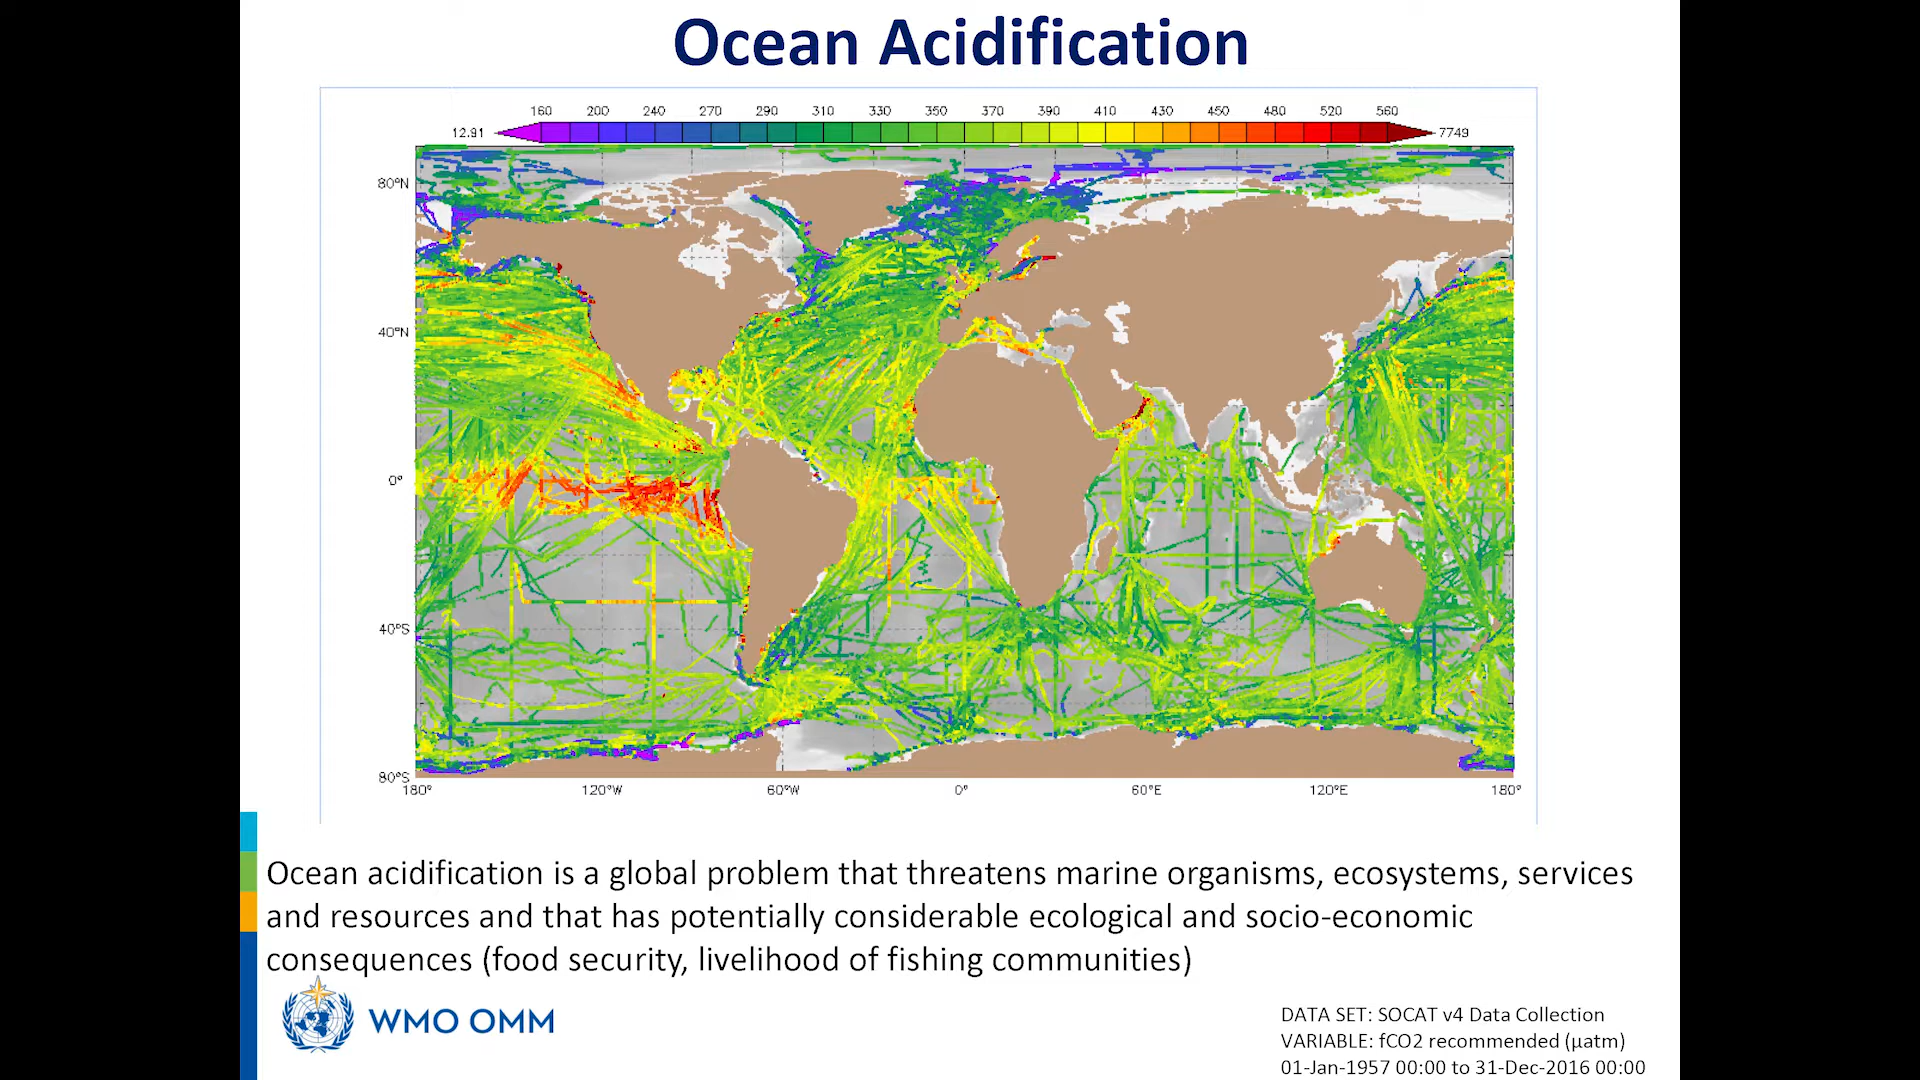 Ocean Acidification
160 200 240 270 290 310 330 350 370 390 410 430 450 480 520 560
12.91 7749
80°N
40°N
0°
40°S
80°S
180° 120°W 60°W 0° 60°E 120°E 180°
Ocean acidification is a global problem that threatens marine organisms, ecosystems, services
and resources and that has potentially considerable ecological and socio-economic
consequences (food security, livelihood of fishing communities)
WMO OMM
DATA SET: SOCAT v4 Data Collection
VARIABLE: fCO2 recommended (µatm)
01-Jan-1957 00:00 to 31-Dec-2016 00:00